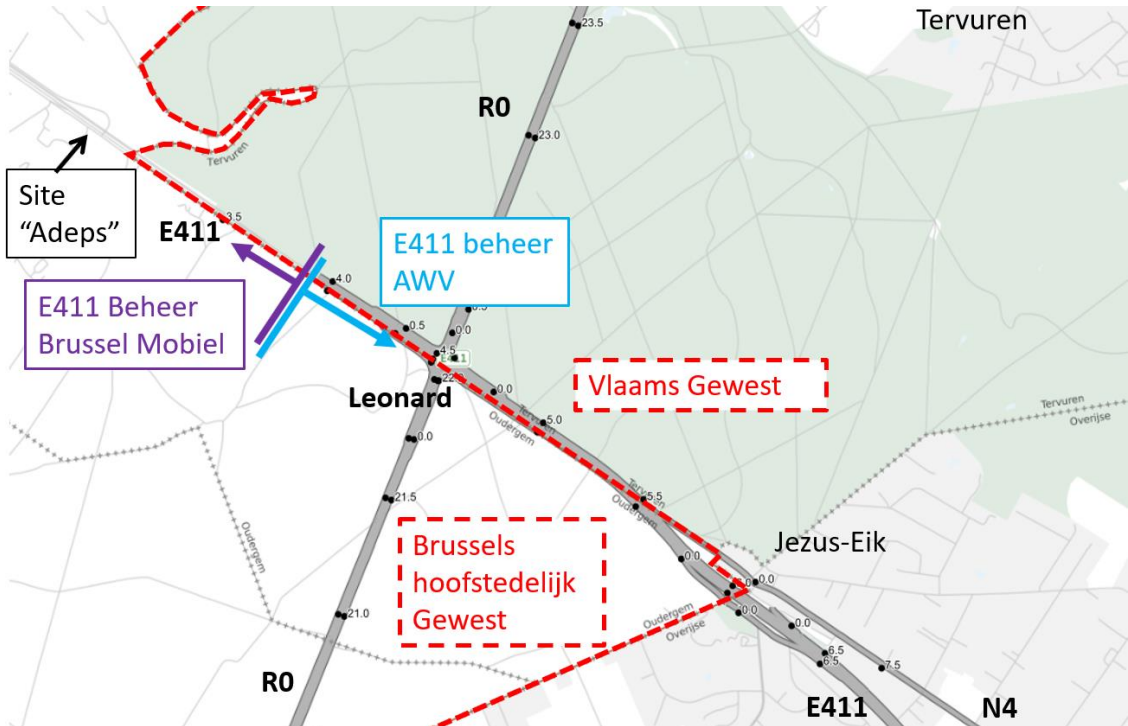 Tervuren
23.5
R0
23.0
Tervuren
Site
“Adeps”
3.5
E411
E411 beheer
AWV
E411 Beheer
Brussel Mobiel
4.0
0.5
0.0
4.5
E411
Leonard
0.0
Vlaams Gewest
Tervuren
Oudergem
5.0
0.0
Tervuren
Overijse
21.5
5.5
Tervuren
Oudergem
Oudergem
Brussels
hoofstedelijk
Gewest
Jezus-Eik
0.0
0.0
0.0
Oudergem
Overijse
21.0
0.0
6.5
6.5
7.5
R0
E411
N4